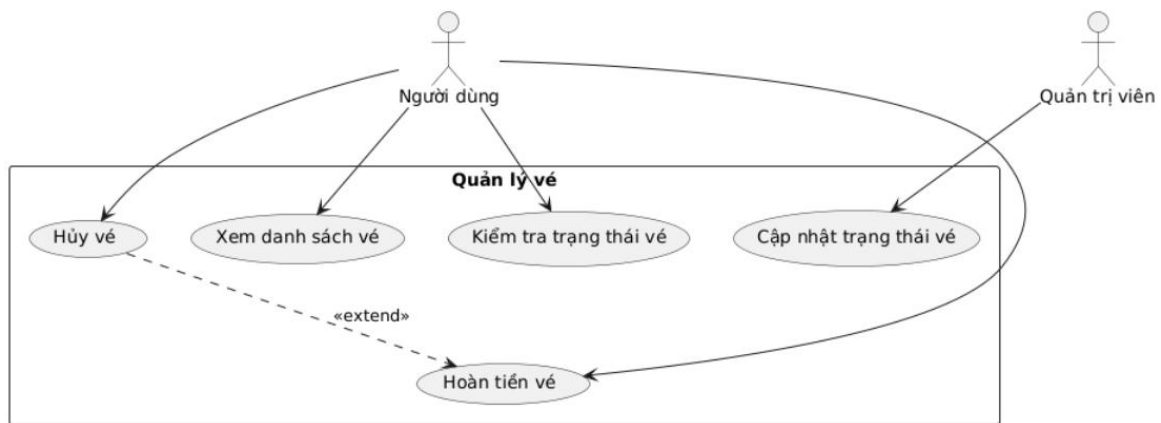 Người dùng
Quản trị viên
Quản lý vé
Hủy vé
Xem danh sách vé
Kiểm tra trạng thái vé
Cập nhật trạng thái vé
«extend»
Hoàn tiền vé